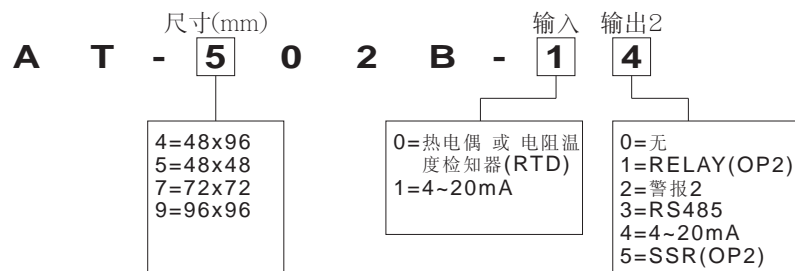 尺寸(mm) 输入 输出2
A T - 5 0 2 B - 1 4
4=48x96
5=48x48
7=72x72
9=96x96
0=热电偶 或 电阻温
度检知器(RTD)
1=4~20mA
0=无
1=RELAY(OP2)
2=警报2
3=RS485
4=4~20mA
5=SSR(OP2)